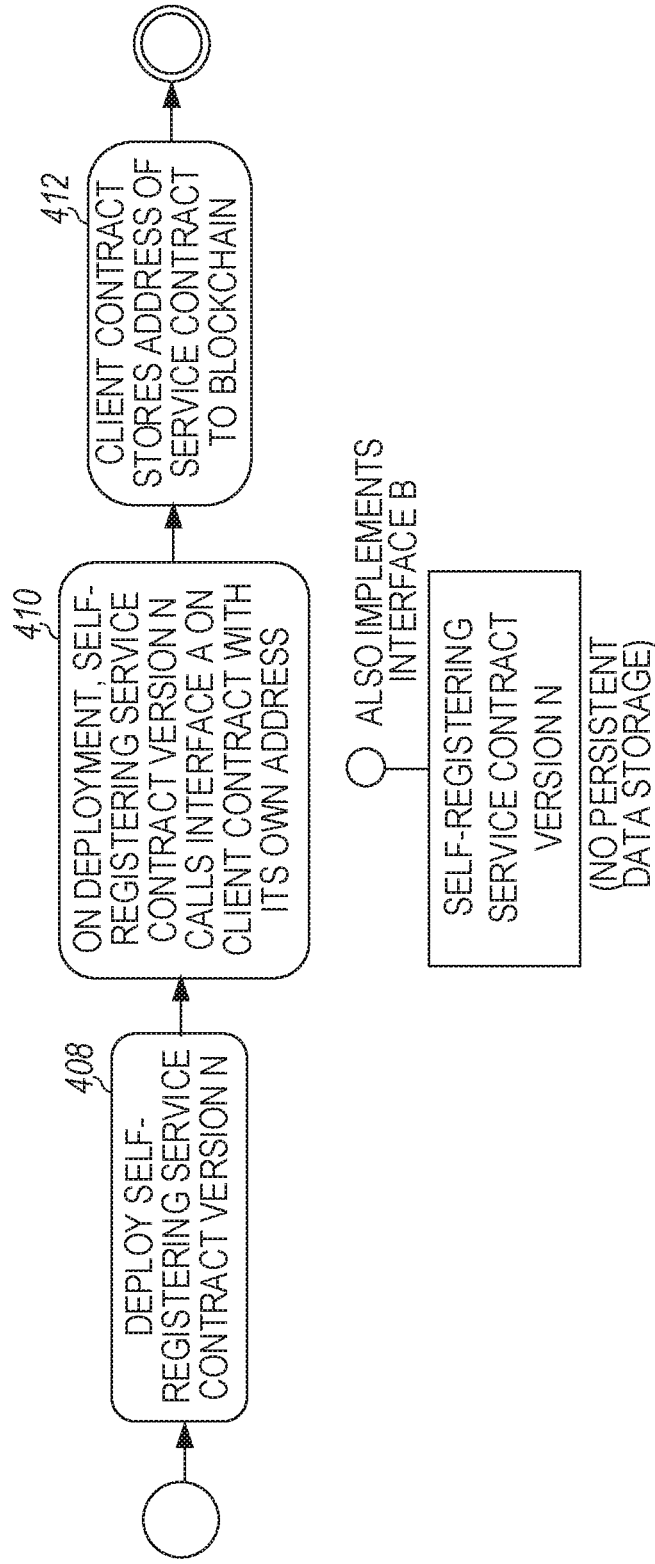 408
DEPLOY SELF-
REGISTERING SERVICE
CONTRACT VERSION N
410
ON DEPLOYMENT, SELF-
REGISTERING SERVICE
CONTRACT VERSION N
CALLS INTERFACE A ON
CLIENT CONTRACT WITH
ITS OWN ADDRESS
412
CLIENT CONTRACT
STORES ADDRESS OF
SERVICE CONTRACT
TO BLOCKCHAIN
ALSO IMPLEMENTS
INTERFACE B
SELF-REGISTERING
SERVICE CONTRACT
VERSION N
(NO PERSISTENT
DATA STORAGE)